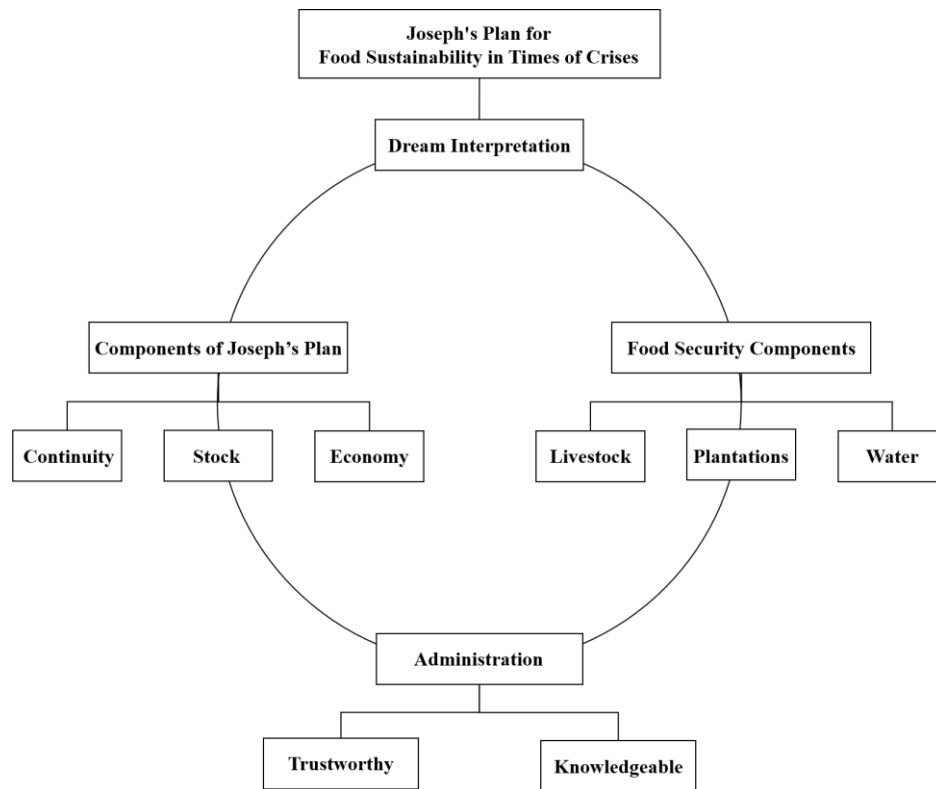 Joseph's Plan for
Food Sustainability in Times of Crises
Dream Interpretation
Components of Joseph’s Plan
Food Security Components
Continuity
Stock
Economy
Livestock
Plantations
Water
Administration
Trustworthy
Knowledgeable